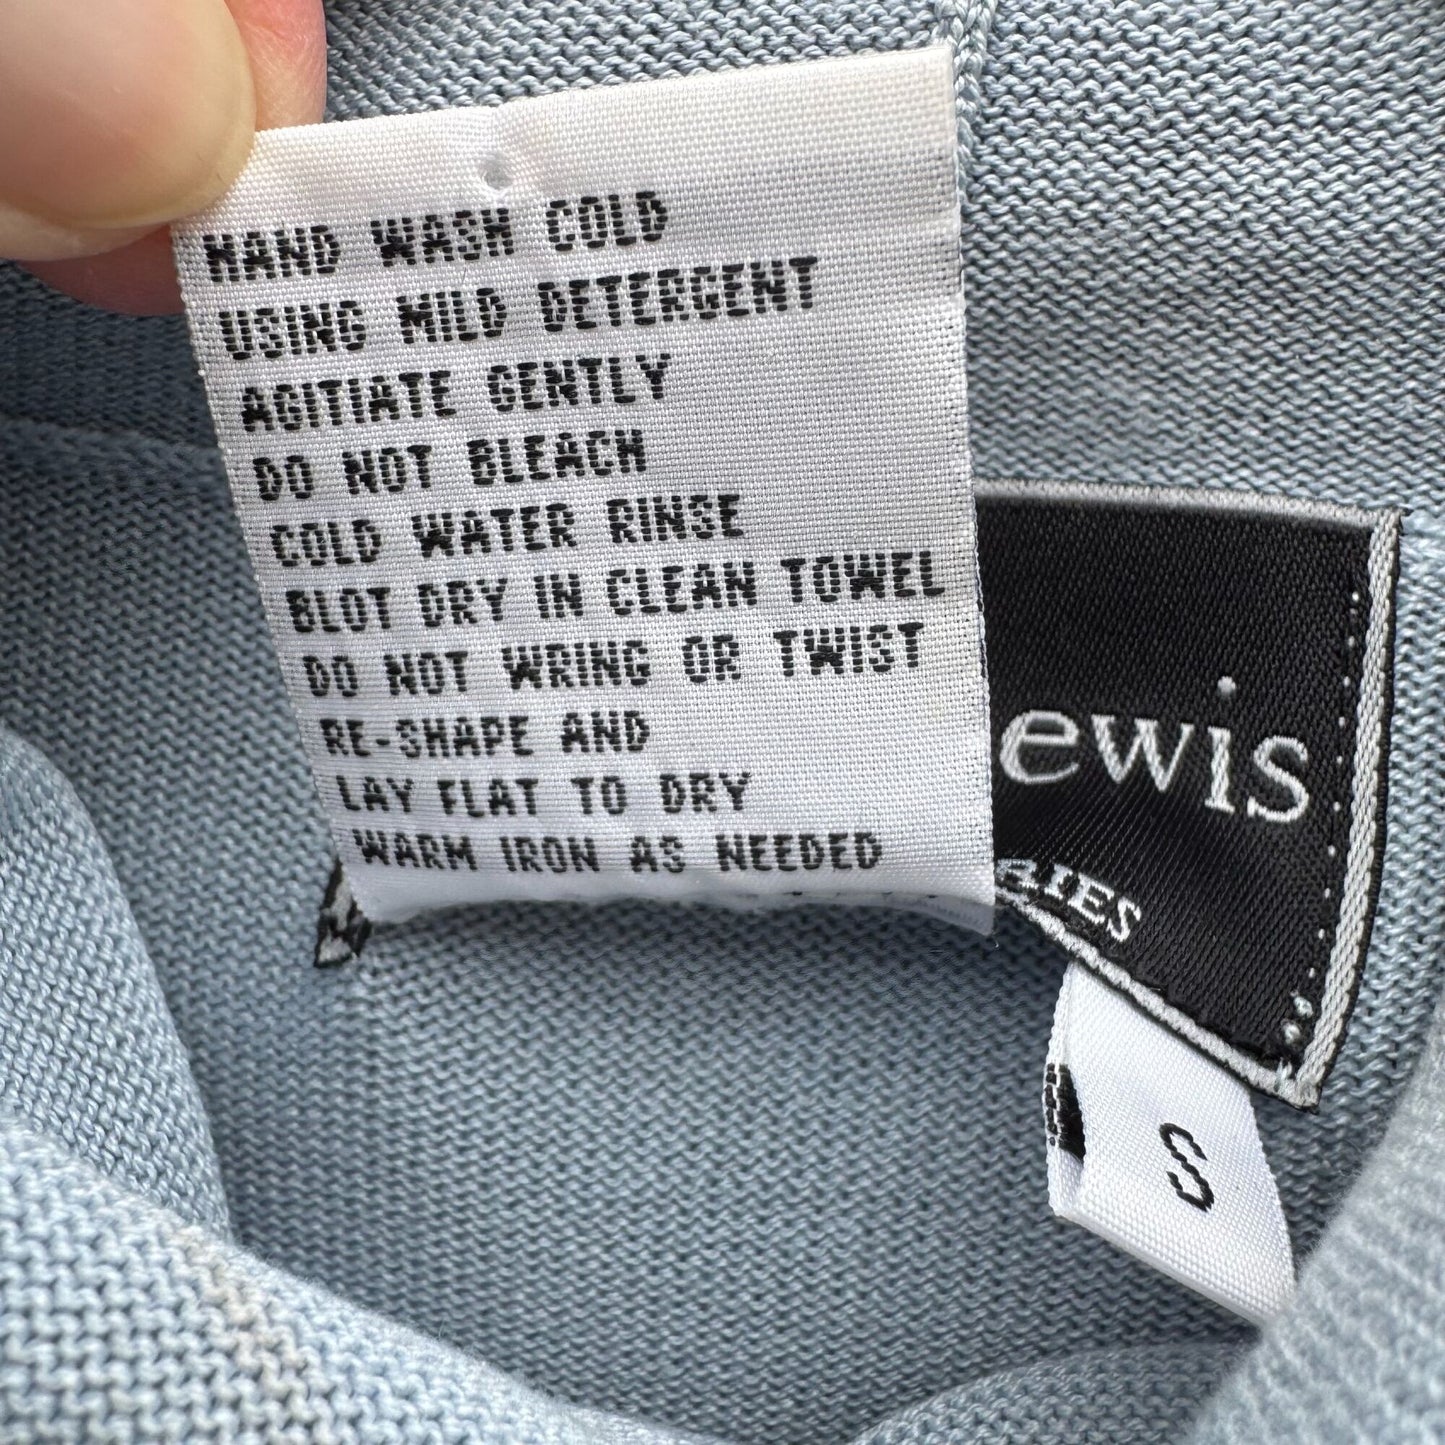 HAND WASH COLD
USING MILD DETERGENT
AGITIATE GENTLY
DO NOT BLEACH
COLD WATER RINSE
BLOT DRY IN CLEAN TOWEL
DO NOT WRING OR TWIST
RE-SHAPE AND
LAY FLAT TO DRY
WARM IRON AS NEEDED
ewis
S